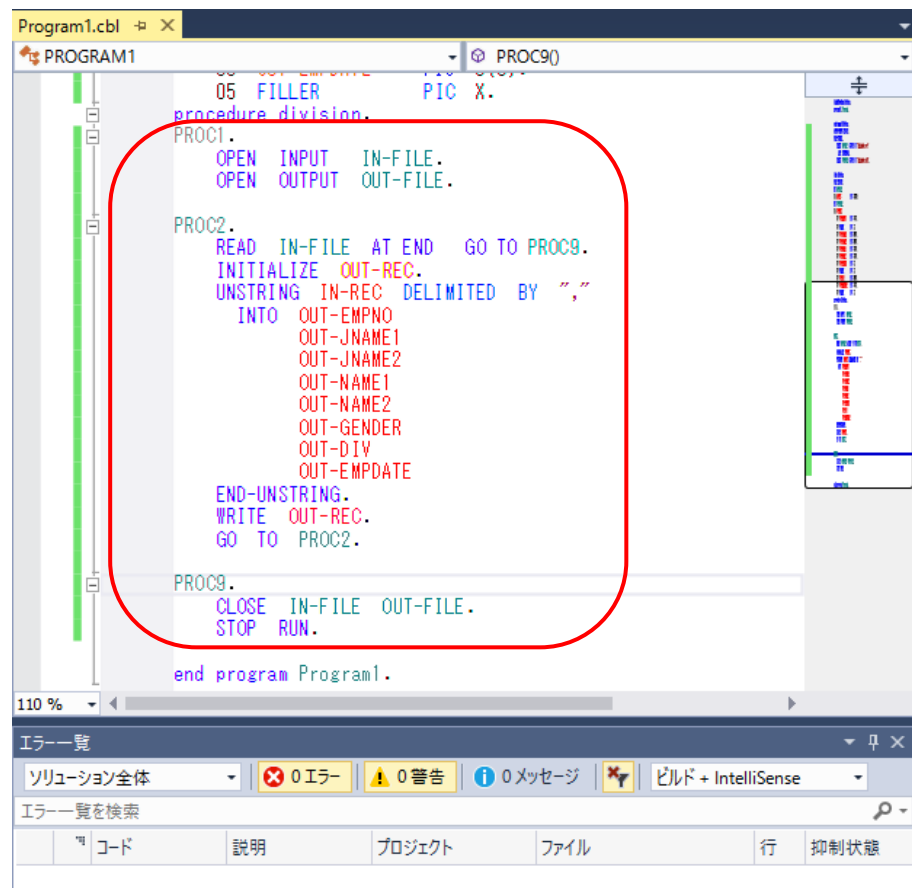 Program1.cbl
PROGRAM1 PROC9()
05 FILLER PIC X.
procedure division.
PROC1.
OPEN INPUT IN-FILE.
OPEN OUTPUT OUT-FILE.
PROC2.
READ IN-FILE AT END GO TO PROC9.
INITIALIZE OUT-REC.
UNSTRING IN-REC DELIMITED BY ","
INTO OUT-EMPNO
OUT-JNAME1
OUT-JNAME2
OUT-NAME1
OUT-NAME2
OUT-GENDER
OUT-DIV
OUT-EMPDATE
END-UNSTRING.
WRITE OUT-REC.
GO TO PROC2.
PROC9.
CLOSE IN-FILE OUT-FILE.
STOP RUN.
end program Program1.
110 %
エラー一覧
ソリューション全体 0 エラー 0 警告 0 メッセージ ビルド + IntelliSense
エラー一覧を検索
コード 説明 プロジェクト ファイル 行 抑制状態